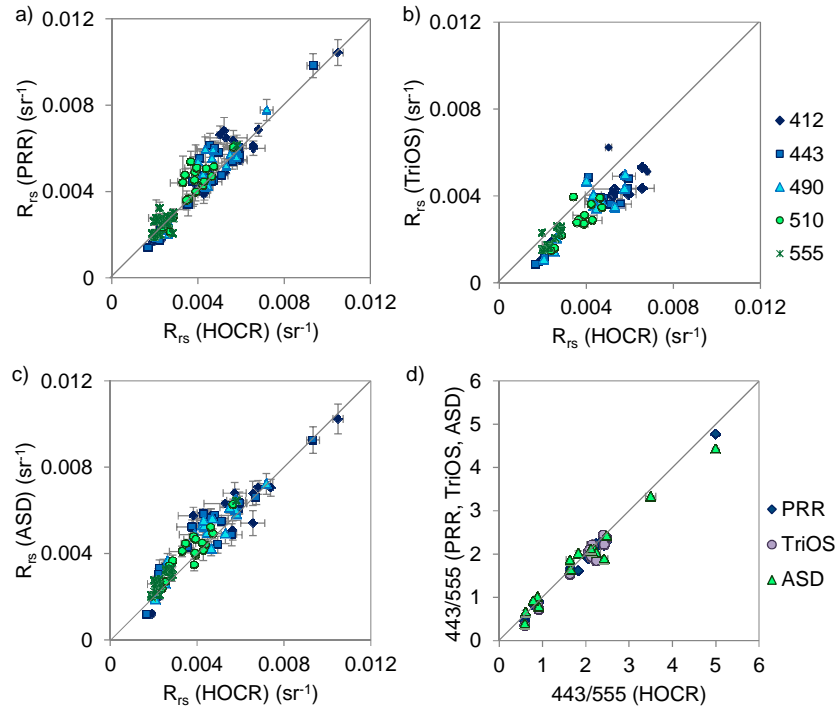 a)
0.012
0.008
0.004
0
R_rs (PRR) (sr⁻¹)
0 0.004 0.008 0.012
R_rs (HOCR) (sr⁻¹)
b)
0.012
0.008
0.004
0
R_rs (TriOS) (sr⁻¹)
0 0.004 0.008 0.012
R_rs (HOCR) (sr⁻¹)
412
443
490
510
555
c)
0.012
0.008
0.004
0
R_rs (ASD) (sr⁻¹)
0 0.004 0.008 0.012
R_rs (HOCR) (sr⁻¹)
d)
6
5
4
3
2
1
0
443/555 (PRR, TriOS, ASD)
0 1 2 3 4 5 6
443/555 (HOCR)
PRR
TriOS
ASD